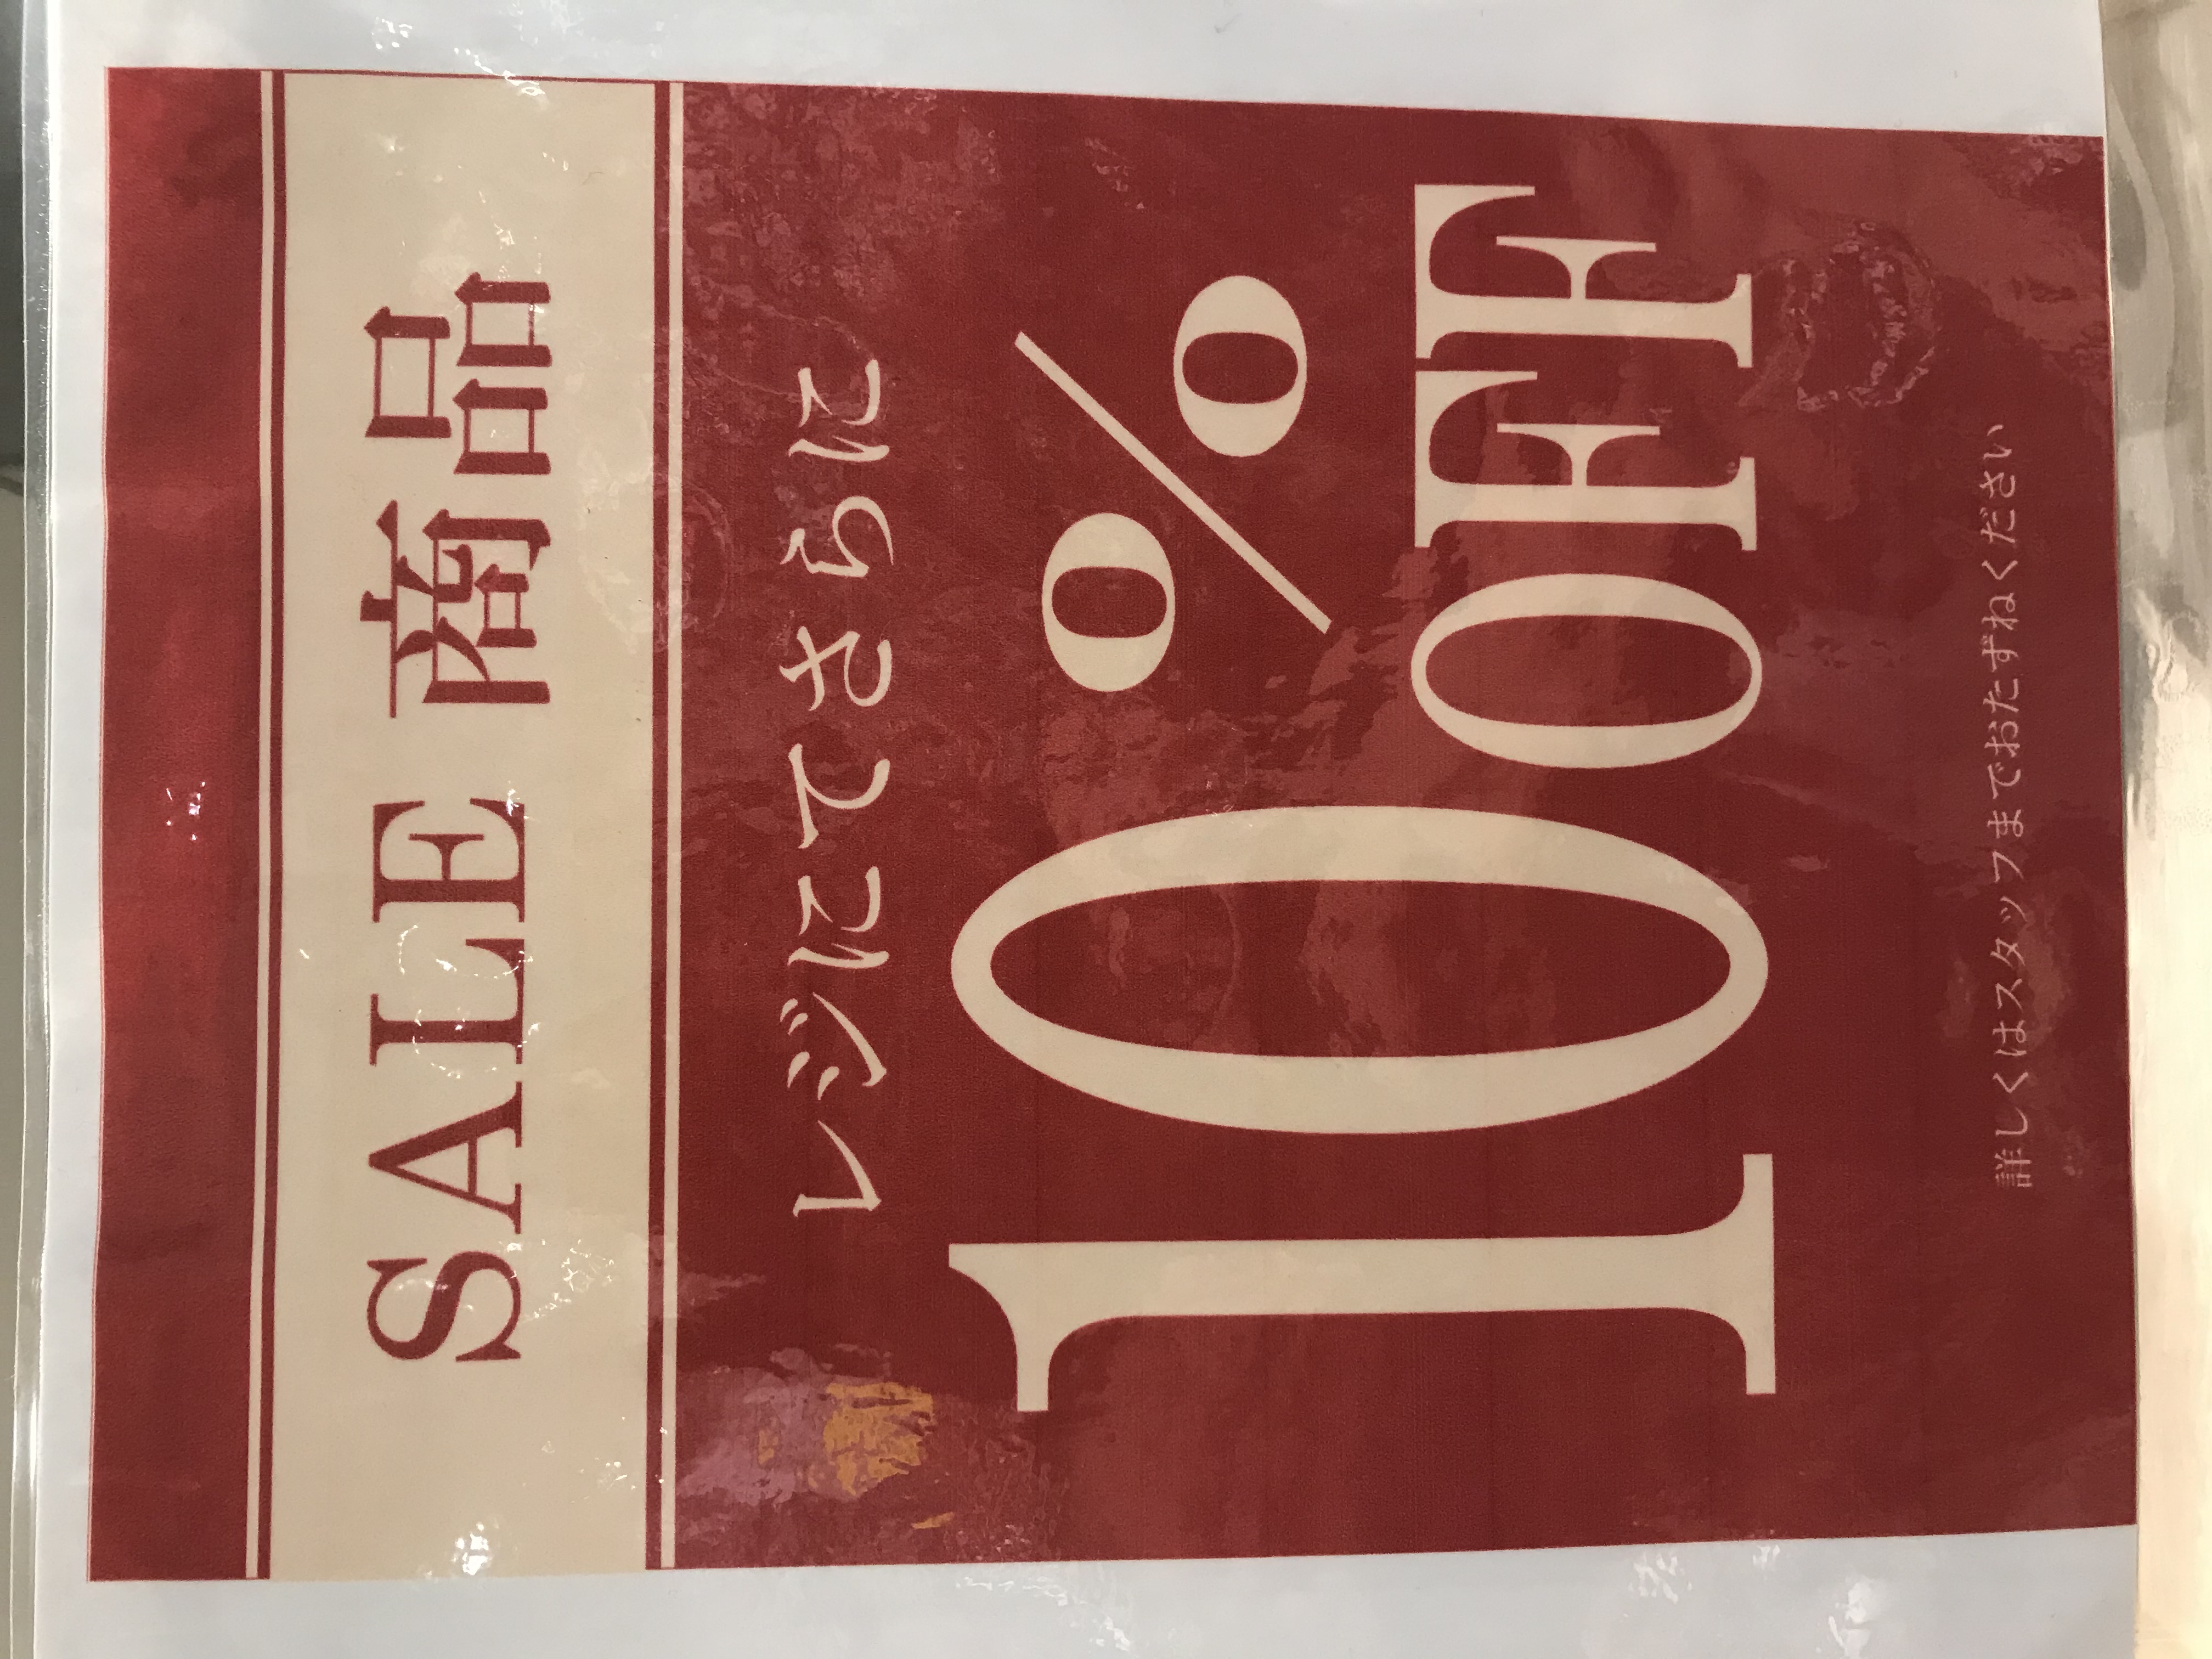 SALE 商品
レジにてさらに
10%OFF
詳しくはスタッフまでおたずねください